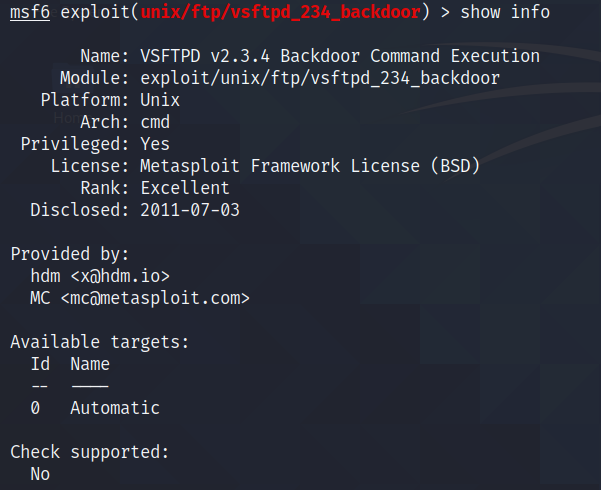 msf6 exploit(unix/ftp/vsftpd_234_backdoor) > show info
Name: VSFTPD v2.3.4 Backdoor Command Execution
Module: exploit/unix/ftp/vsftpd_234_backdoor
Platform: Unix
Arch: cmd
Privileged: Yes
License: Metasploit Framework License (BSD)
Rank: Excellent
Disclosed: 2011-07-03
Provided by:
hdm <x@hdm.io>
MC <mc@metasploit.com>
Available targets:
Id  Name
--  ----
0   Automatic
Check supported:
No